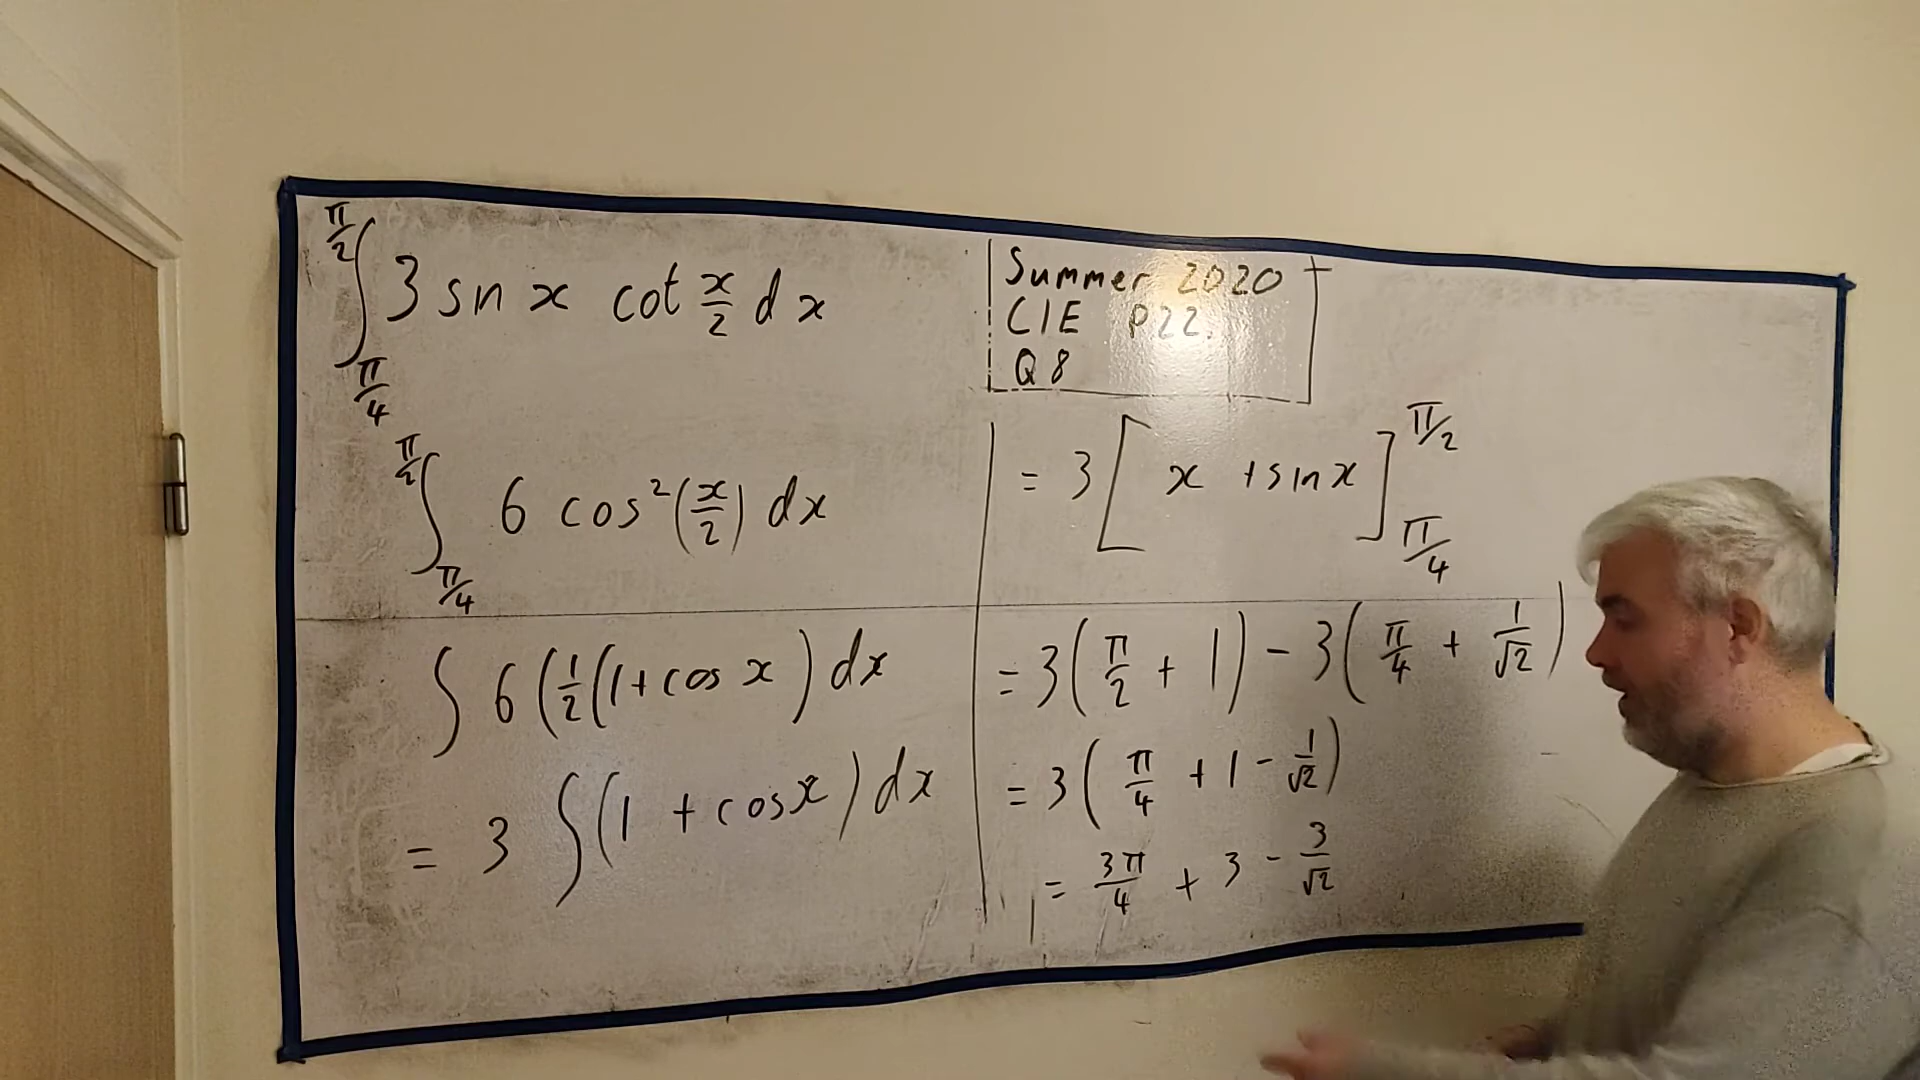 ∫_{π/4}^{π/2} 3 sin x cot x/2 dx
Summer 2020
CIE P22.
Q8
∫_{π/4}^{π/2} 6 cos²(x/2) dx
∫ 6 (1/2(1+cos x) dx
= 3 ∫(1 + cos x) dx
= 3 [ x + sin x ]_{π/4}^{π/2}
= 3(π/2 + 1) - 3(π/4 + 1/√2)
= 3( π/4 + 1 - 1/√2)
= 3π/4 + 3 - 3/√2